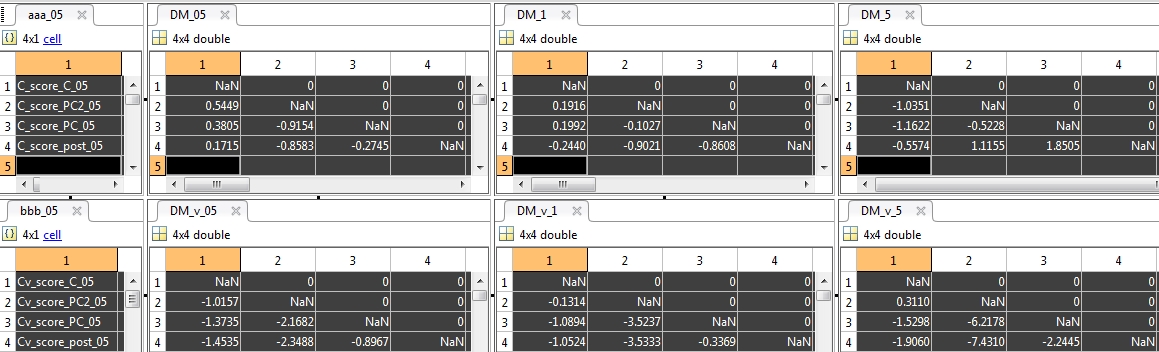 aaa_05 DM_05 DM_1 DM_5
{} 4x1 cell 4x4 double 4x4 double 4x4 double
1 1 2 3 4 1 2 3 4 1 2 3 4
1 C_score_C_05 1 NaN 0 0 0 1 NaN 0 0 0 1 NaN 0 0 0
2 C_score_PC2_05 2 0.5449 NaN 0 0 2 0.1916 NaN 0 0 2 -1.0351 NaN 0 0
3 C_score_PC_05 3 0.3805 -0.9154 NaN 0 3 0.1992 -0.1027 NaN 0 3 -1.1622 -0.5228 NaN 0
4 C_score_post_05 4 0.1715 -0.8583 -0.2745 NaN 4 -0.2440 -0.9021 -0.8608 NaN 4 -0.5574 1.1155 1.8505 NaN
5 5 5 5
bbb_05 DM_v_05 DM_v_1 DM_v_5
{} 4x1 cell 4x4 double 4x4 double 4x4 double
1 1 2 3 4 1 2 3 4 1 2 3 4
1 Cv_score_C_05 1 NaN 0 0 0 1 NaN 0 0 0 1 NaN 0 0 0
2 Cv_score_PC2_05 2 -1.0157 NaN 0 0 2 -0.1314 NaN 0 0 2 0.3110 NaN 0 0
3 Cv_score_PC_05 3 -1.3735 -2.1682 NaN 0 3 -1.0894 -3.5237 NaN 0 3 -1.5298 -6.2178 NaN 0
4 Cv_score_post_05 4 -1.4535 -2.3488 -0.8967 NaN 4 -1.0524 -3.5333 -0.3369 NaN 4 -1.9060 -7.4310 -2.2445 NaN